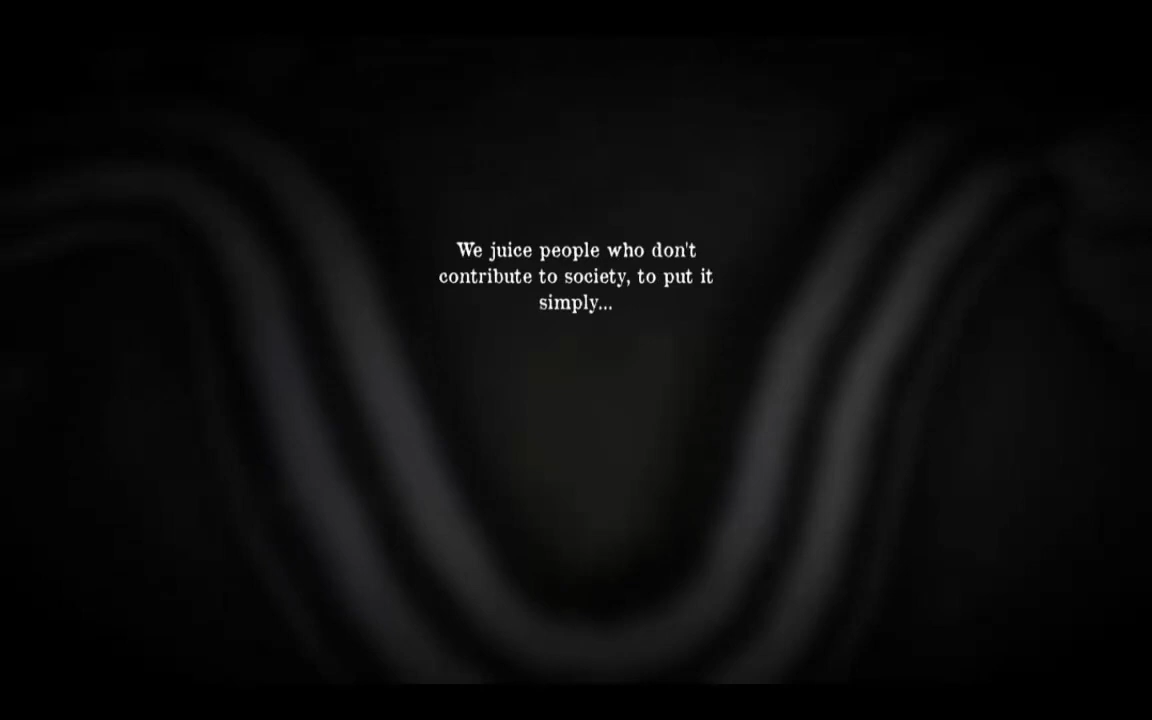 We juice people who don't
contribute to society, to put it
simply...